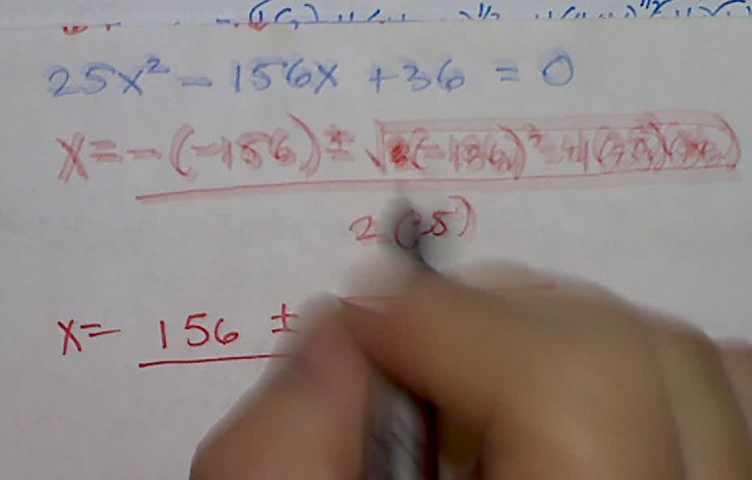 25x² - 156x + 36 = 0
x = -(-156) ± √(-156)² - 4(25)(36)
2(25)
x = 156 ±